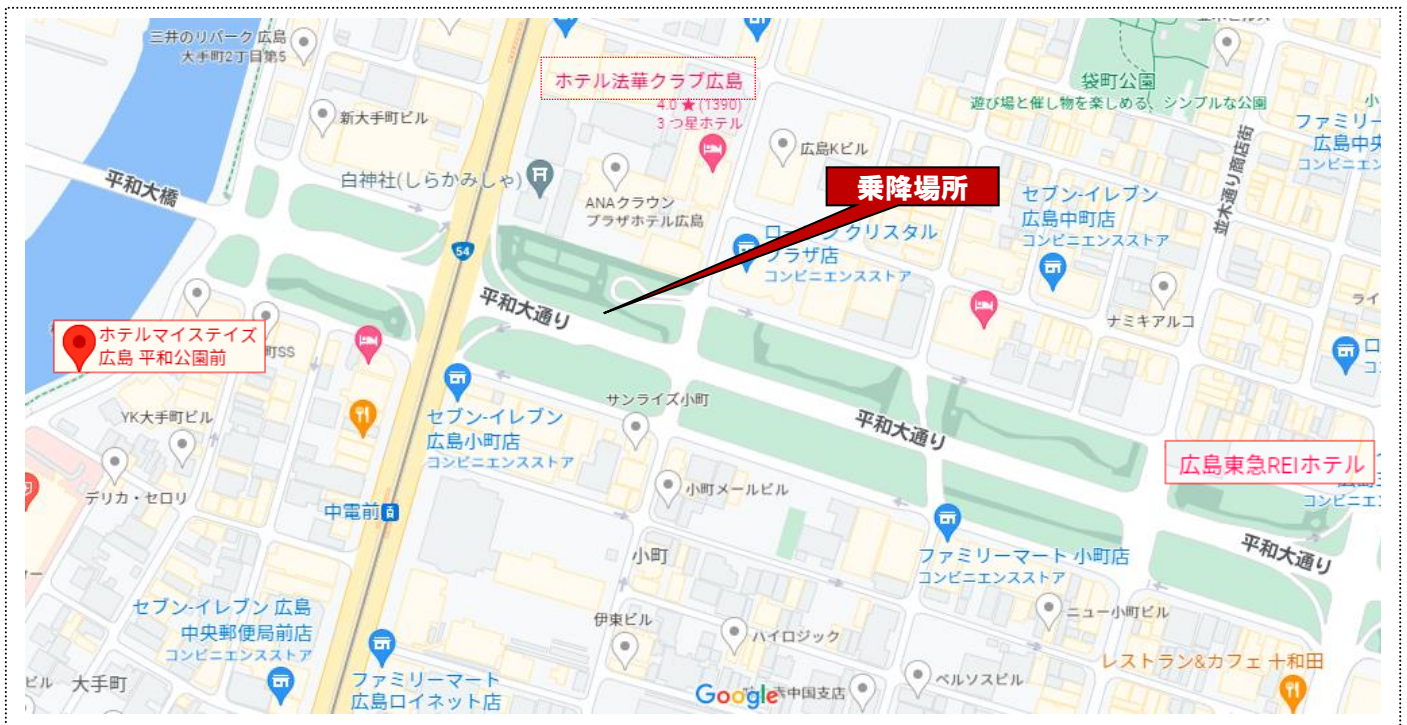 三井のリパーク 広島
大手町2丁目第5
ホテル法華クラブ広島
4.0 ★ (1390)
3 つ星ホテル
袋町公園
遊び場と催し物を楽しめる、シンプルな公園
新大手町ビル
広島Kビル
ファミリー
広島中央
コンビニエンス
平和大橋
白神社(しらかみしゃ)
ANAクラウン
プラザホテル広島
乗降場所
セブン-イレブン
広島中町店
コンビニエンスストア
並木通り商店街
クリスタル
プラザ店
コンビニエンスストア
54
平和大通り
ナミキアルコ
ライ
ホテルマイステイズ
広島 平和公園前
町SS
YK大手町ビル
セブン-イレブン
広島小町店
コンビニエンスストア
サンライズ小町
平和大通り
広島東急REIホテル
コンビニエ
デリカ・セロリ
中電前
小町メールビル
小町
ファミリーマート 小町店
コンビニエンスストア
平和大通り
セブン-イレブン 広島
中央郵便局前店
コンビニエンスストア
伊東ビル
ハイロジック
ニュー小町ビル
レストラン&カフェ 十和田
ビル
大手町
ファミリーマート
広島ロイネット店
Google
中国支店
ベルソスビル